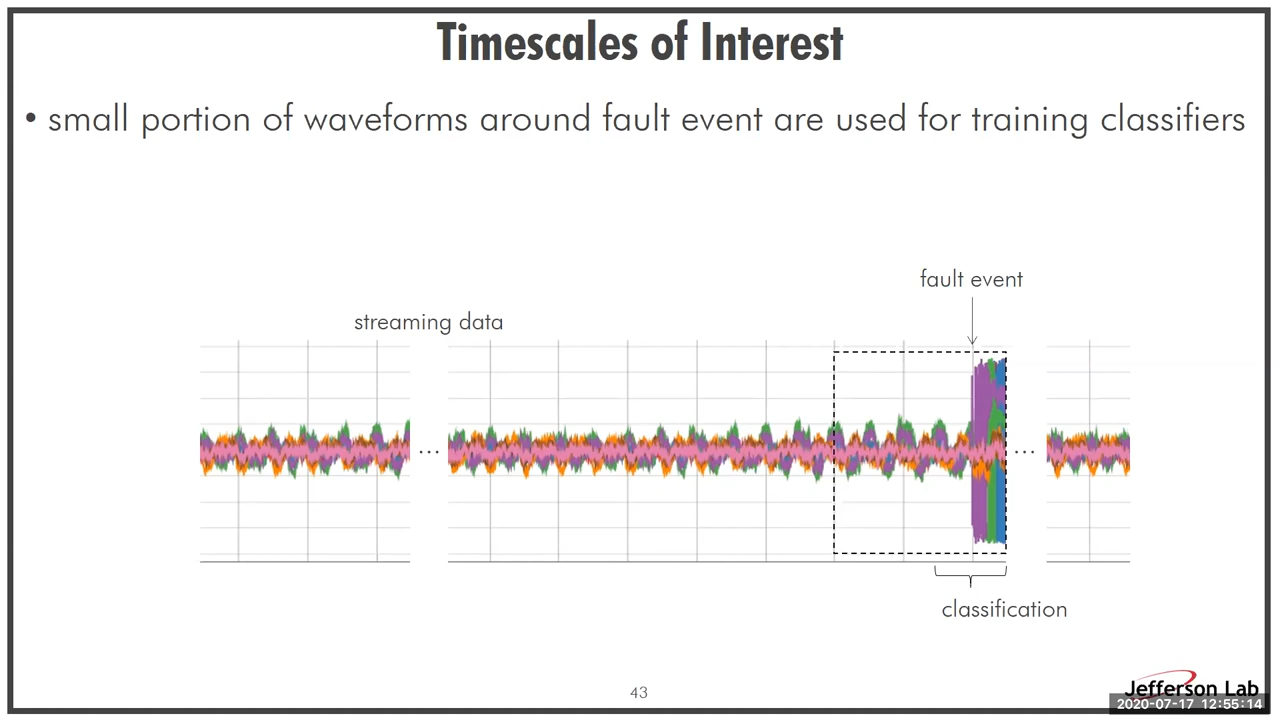 Timescales of Interest
• small portion of waveforms around fault event are used for training classifiers
fault event
streaming data
...
...
classification
43
Jefferson Lab
2020-07-17 12:55:14